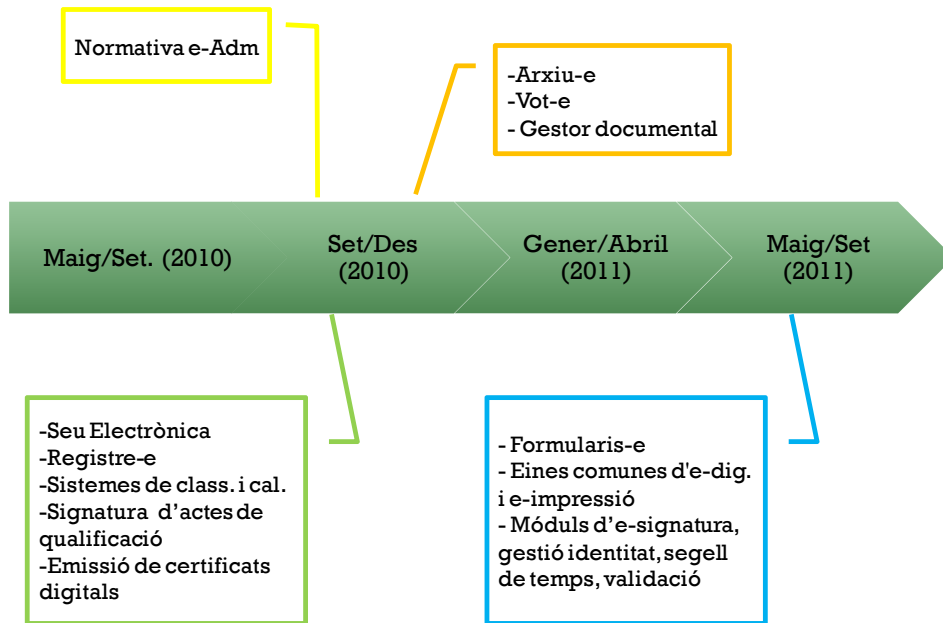 Normativa e-Adm
-Arxiu-e
-Vot-e
- Gestor documental
Maig/Set. (2010)
Set/Des
(2010)
Gener/Abril
(2011)
Maig/Set
(2011)
-Seu Electrònica
-Registre-e
-Sistemes de class. i cal.
-Signatura d’actes de
qualificació
-Emissió de certificats
digitals
- Formularis-e
- Eines comunes d'e-dig.
i e-impressió
- Móduls d’e-signatura,
gestió identitat, segell
de temps, validació